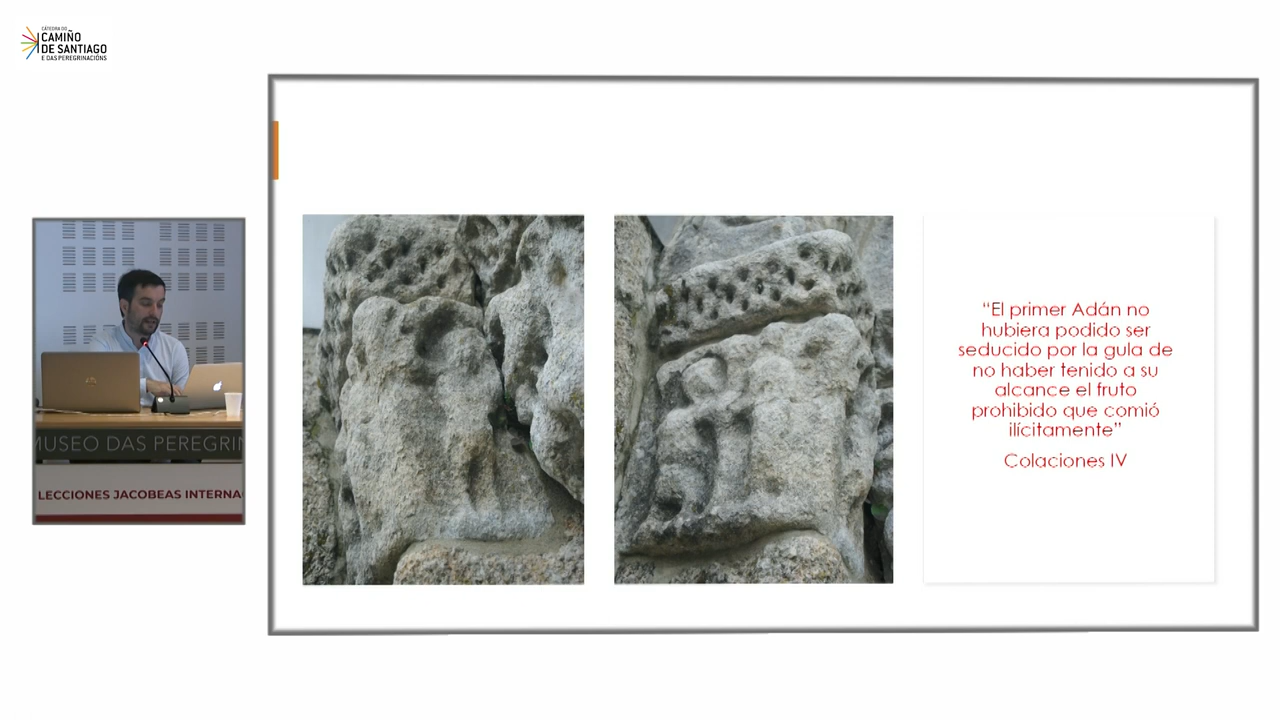 CÁTEDRA DO
CAMIÑO
DE SANTIAGO
E DAS PEREGRINACIÓNS
MUSEO DAS PEREGRIN
LECCIONES JACOBEAS INTERNA
“El primer Adán no
hubiera podido ser
seducido por la gula de
no haber tenido a su
alcance el fruto
prohibido que comió
ilícitamente”
Colaciones IV